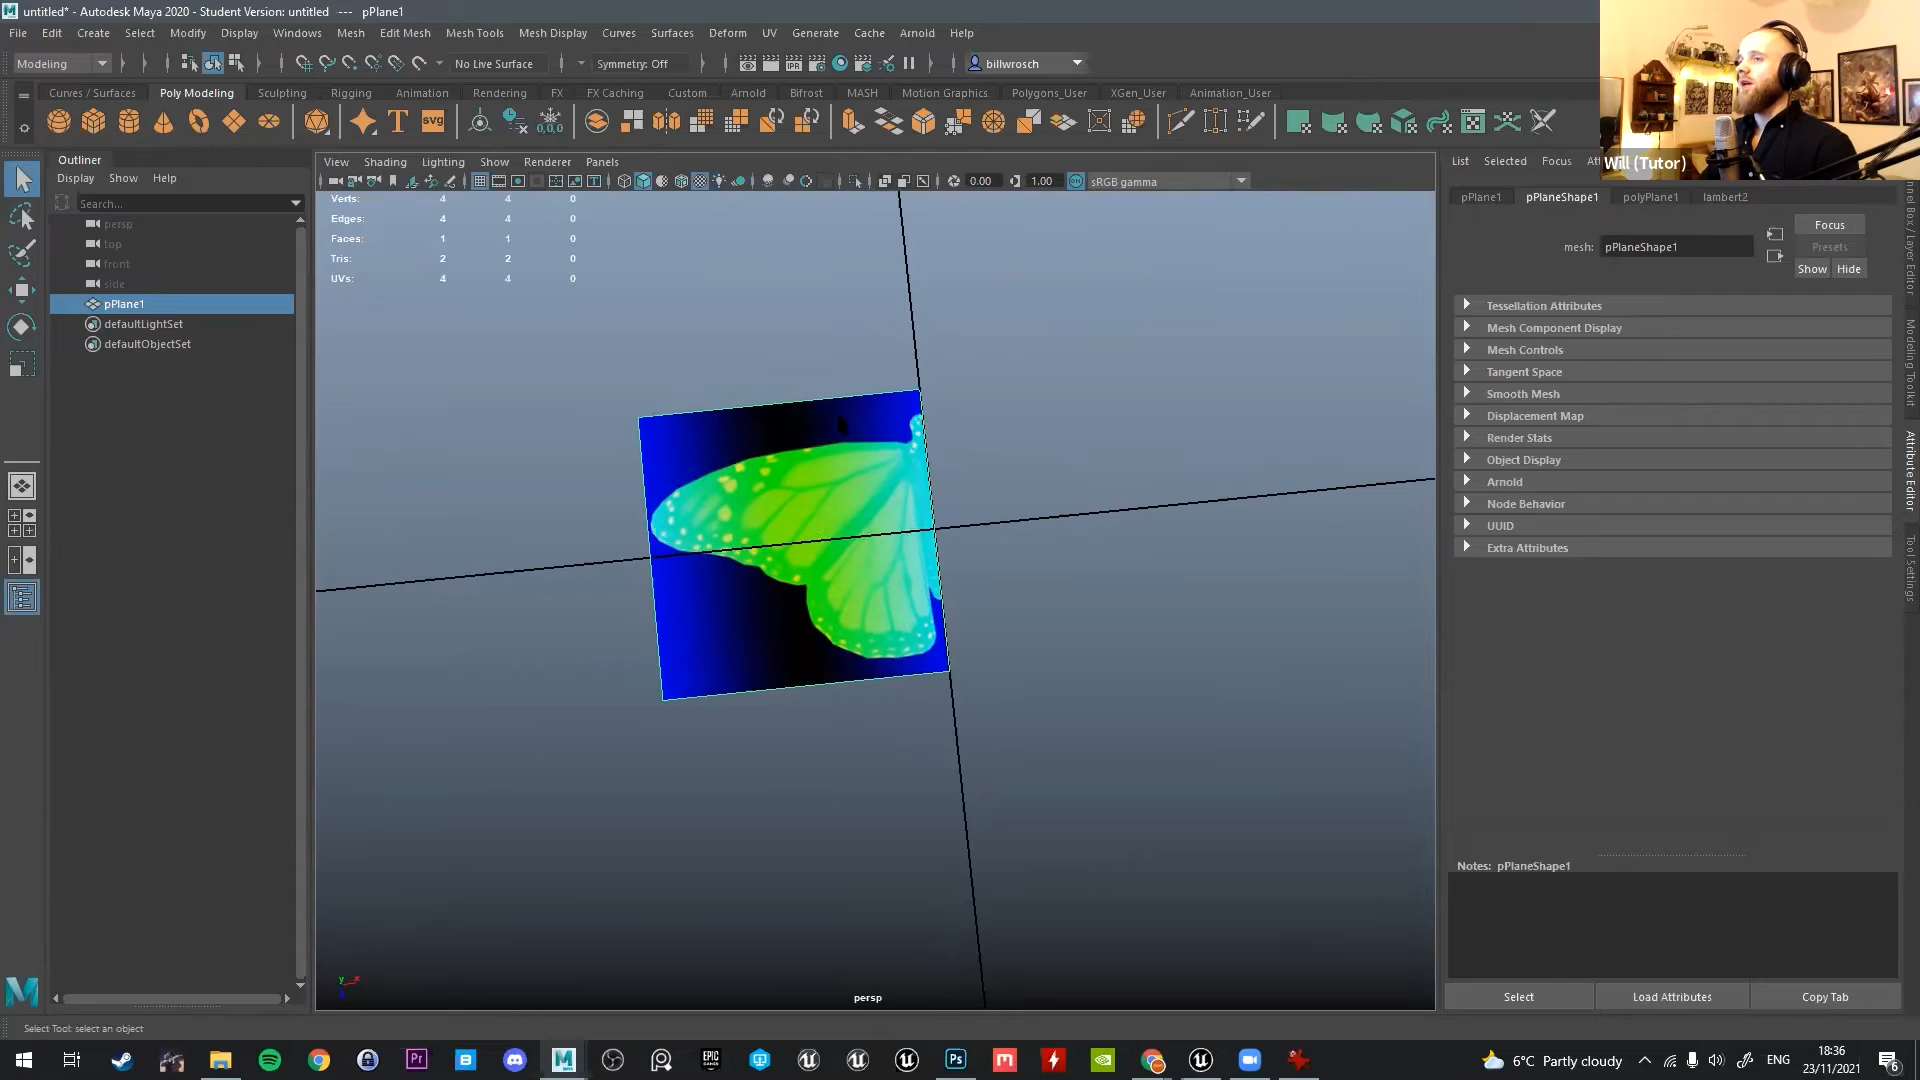 untitled* - Autodesk Maya 2020 - Student Version: untitled --- pPlane1
File Edit Create Select Modify Display Windows Mesh Edit Mesh Mesh Tools Mesh Display Curves Surfaces Deform UV Generate Cache Arnold Help
Modeling No Live Surface Symmetry: Off billwrosch
Curves / Surfaces Poly Modeling Sculpting Rigging Animation Rendering FX FX Caching Custom Arnold Bifrost MASH Motion Graphics Polygons_User XGen_User Animation_User
Will (Tutor)
Outliner
Display Show Help
Search...
persp
top
front
side
pPlane1
defaultLightSet
defaultObjectSet
View Shading Lighting Show Renderer Panels
0.00 1.00 sRGB gamma
Verts: 4 4 0
Edges: 4 4 0
Faces: 1 1 0
Tris: 2 2 0
UVs: 4 4 0
persp
List Selected Focus
pPlane1 pPlaneShape1 polyPlane1 lambert2
mesh: pPlaneShape1
Focus
Presets
Show Hide
Tessellation Attributes
Mesh Component Display
Mesh Controls
Tangent Space
Smooth Mesh
Displacement Map
Render Stats
Object Display
Arnold
Node Behavior
UUID
Extra Attributes
Notes: pPlaneShape1
Select Load Attributes Copy Tab
Modeling Toolkit
Attribute Editor
Tool Settings
Select Tool: select an object
6°C Partly cloudy ENG 18:36
23/11/2021